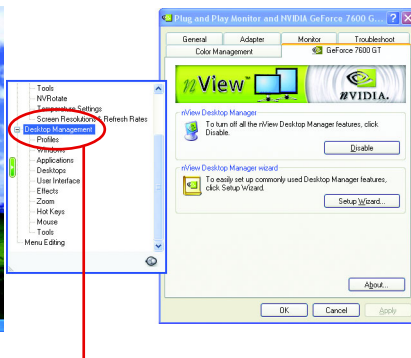 Tools
NVRotate
Temperature Settings
Screen Resolutions & Refresh Rates
Desktop Management
Profiles
Windows
Applications
Desktops
User Interface
Effects
Zoom
Hot Keys
Mouse
Tools
Menu Editing
Plug and Play Monitor and NVIDIA GeForce 7600 G...
General
Adapter
Monitor
Troubleshoot
Color Management
GeForce 7600 GT
nView
NVIDIA.
nView Desktop Manager
To turn off all the nView Desktop Manager features, click
Disable.
Disable
nView Desktop Manager wizard
To easily set up commonly used Desktop Manager features,
click Setup Wizard.
Setup Wizard...
About...
OK
Cancel
Apply